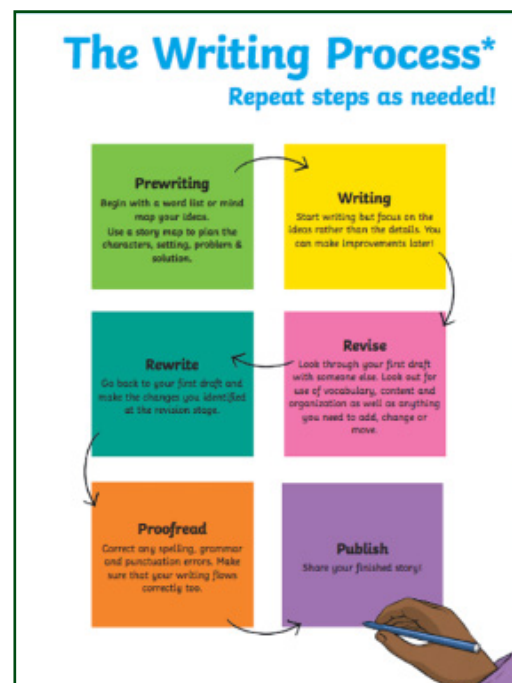 The Writing Process*
Repeat steps as needed!
Prewriting
Begin with a word list or mind
map your ideas.
Use a story map to plan the
characters, setting, problem &
solution.
Writing
Start writing but focus on the
ideas rather than the details. You
can make improvements later!
Revise
Look through your first draft
with someone else. Look out for
use of vocabulary, content and
organization as well as anything
you need to add, change or
move.
Rewrite
Go back to your first draft and
make the changes you identified
at the revision stage.
Proofread
Correct any spelling, grammar
and punctuation errors. Make
sure that your writing flows
correctly too.
Publish
Share your finished story!